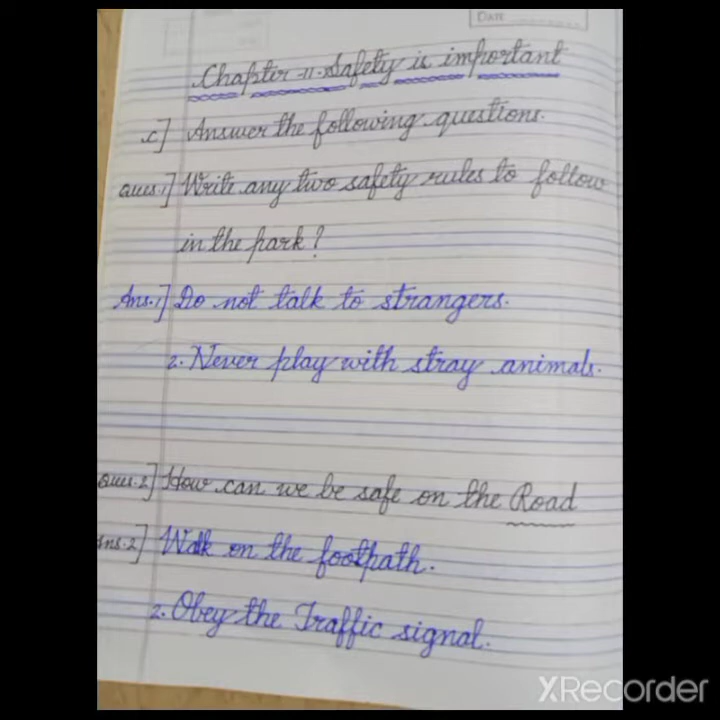 DATE
Chapter-11-Safety is important
c] Answer the following questions.
Ques.1] Write any two safety rules to follow
in the park?
Ans.1] Do not talk to strangers.
2. Never play with stray animals.
Ques.2] How can we be safe on the Road
Ans.2] Walk on the footpath.
2. Obey the Traffic signal.
XRecorder